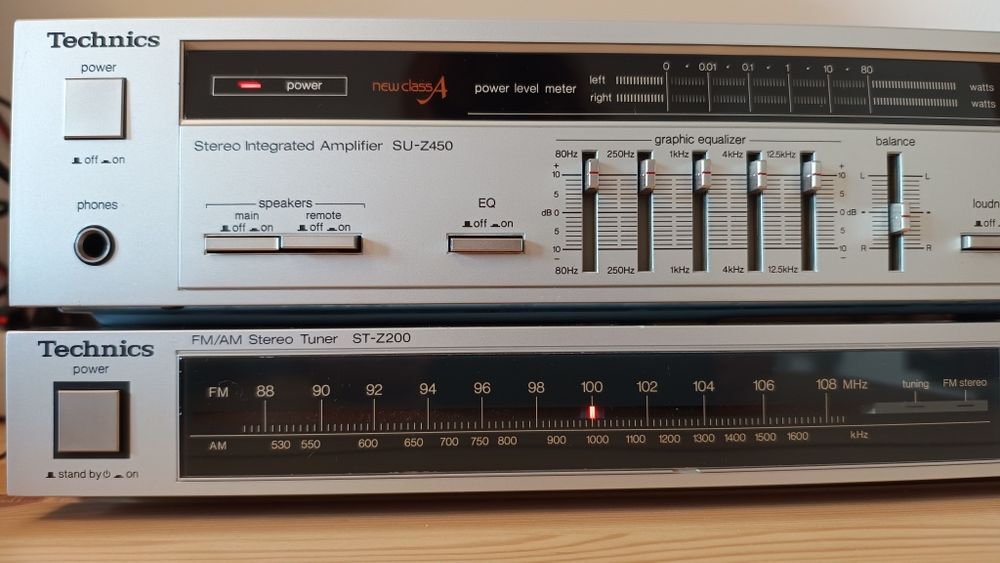 Technics
power
off on
phones
power
new class A
power level meter
left
right
0 · 0.01 · 0.1 · 1 · 10 · 80
watts
watts
Stereo Integrated Amplifier SU-Z450
speakers
main remote
off on off on
EQ
off on
graphic equalizer
80Hz 250Hz 1kHz 4kHz 12.5kHz
+ +
10 10
5 5
dB 0 0 dB
5 5
10 10
− −
80Hz 250Hz 1kHz 4kHz 12.5kHz
balance
L L
R R
off
Technics
power
stand by on
FM/AM Stereo Tuner ST-Z200
FM 88 90 92 94 96 98 100 102 104 106 108 MHz
AM 530 550 600 650 700 750 800 900 1000 1100 1200 1300 1400 1500 1600 kHz
tuning FM stereo